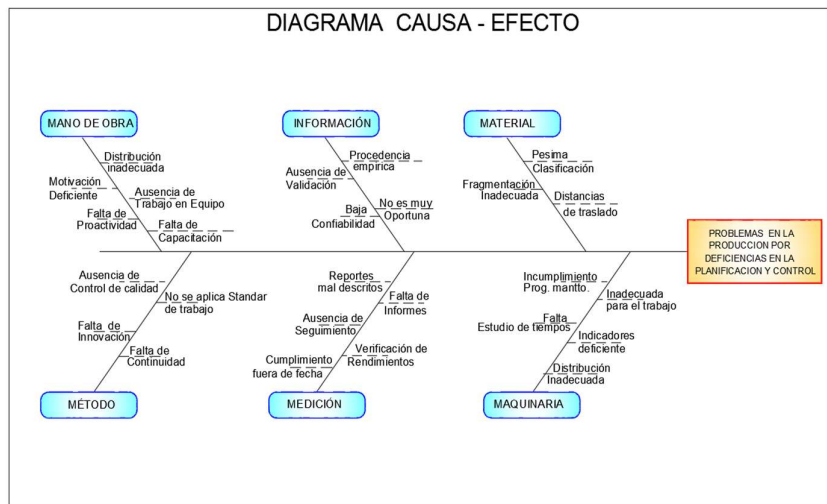 DIAGRAMA CAUSA - EFECTO
MANO DE OBRA
INFORMACIÓN
MATERIAL
Distribución
inadecuada
Motivación
Deficiente
Ausencia de
Trabajo en Equipo
Falta de
Proactividad
Falta de
Capacitación
Procedencia
empirica
Ausencia de
Validación
Baja
Confiabilidad
No es muy
Oportuna
Pesima
Clasificación
Fragmentación
Inadecuada
Distancias
de traslado
PROBLEMAS EN LA
PRODUCCION POR
DEFICIENCIAS EN LA
PLANIFICACION Y CONTROL
Ausencia de
Control de calidad
No se aplica Standar
de trabajo
Falta de
Innovación
Falta de
Continuidad
Reportes
mal descritos
Falta de
Informes
Ausencia de
Seguimiento
Verificación de
Rendimientos
Cumplimiento
fuera de fecha
Incumplimiento
Prog. mantto.
Inadecuada
para el trabajo
Falta
Estudio de tiempos
Indicadores
deficiente
Distribución
Inadecuada
MÉTODO
MEDICIÓN
MAQUINARIA